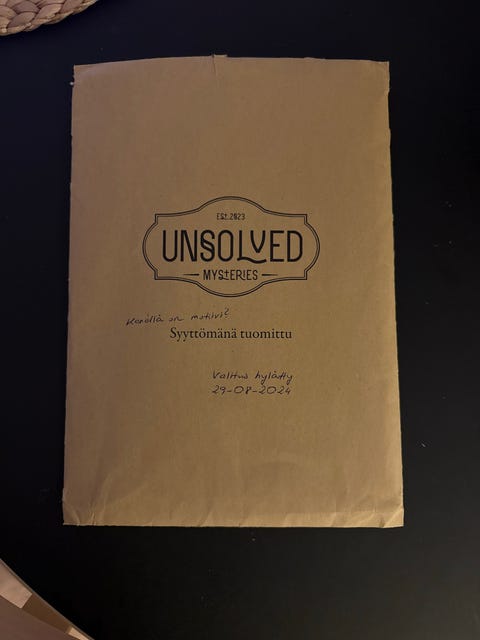 EST. 2023
UNSOLVED
MYSTERIES
Kenellä on motiivi?
Syyttömänä tuomittu
Valitus hylätty
29-08-2024